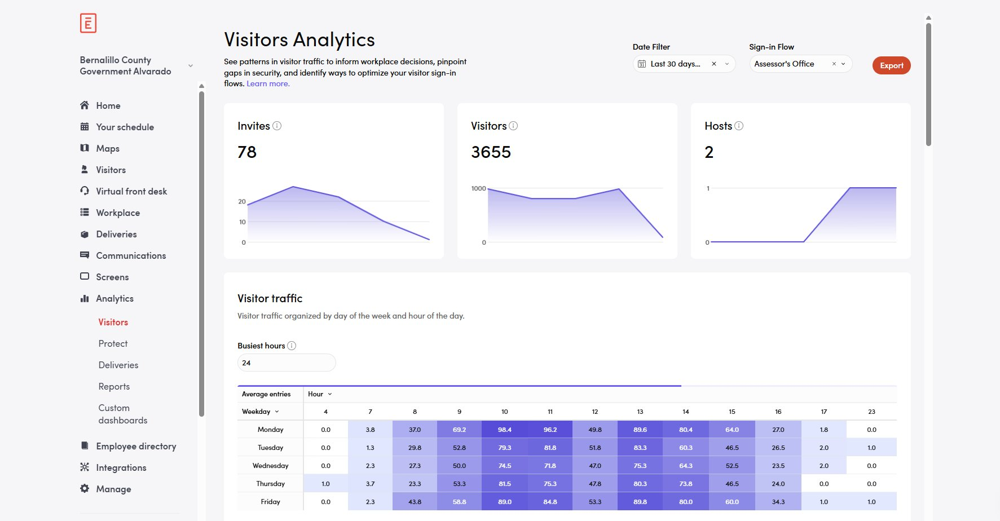 E
Bernalillo County
Government Alvarado
Home
Your schedule
Maps
Visitors
Virtual front desk
Workplace
Deliveries
Communications
Screens
Analytics
Visitors
Protect
Deliveries
Reports
Custom
dashboards
Employee directory
Integrations
Manage
Visitors Analytics
See patterns in visitor traffic to inform workplace decisions, pinpoint
gaps in security, and identify ways to optimize your visitor sign-in
flows. Learn more.
Date Filter
31 Last 30 days... ×
Sign-in Flow
Assessor's Office ×
Export
Invites
78
20
10
0
Visitors
3655
1000
0
Hosts
2
1
0
Visitor traffic
Visitor traffic organized by day of the week and hour of the day.
Busiest hours
24
Average entries Hour
Weekday 4 7 8 9 10 11 12 13 14 15 16 17 23
Monday 0.0 3.8 37.0 69.2 98.4 96.2 49.8 89.6 80.4 64.0 27.0 1.8 0.0
Tuesday 0.0 1.3 29.8 52.8 79.3 81.8 51.8 83.3 60.3 46.5 26.5 2.0 1.0
Wednesday 0.0 2.3 27.3 50.0 74.5 71.8 47.0 75.3 64.3 52.5 23.5 2.0 0.0
Thursday 1.0 3.7 23.3 53.3 81.5 75.3 47.8 80.3 73.8 46.5 24.0 0.0 0.0
Friday 0.0 2.3 43.8 58.8 89.0 84.8 53.3 89.8 80.0 60.0 34.3 1.0 1.0